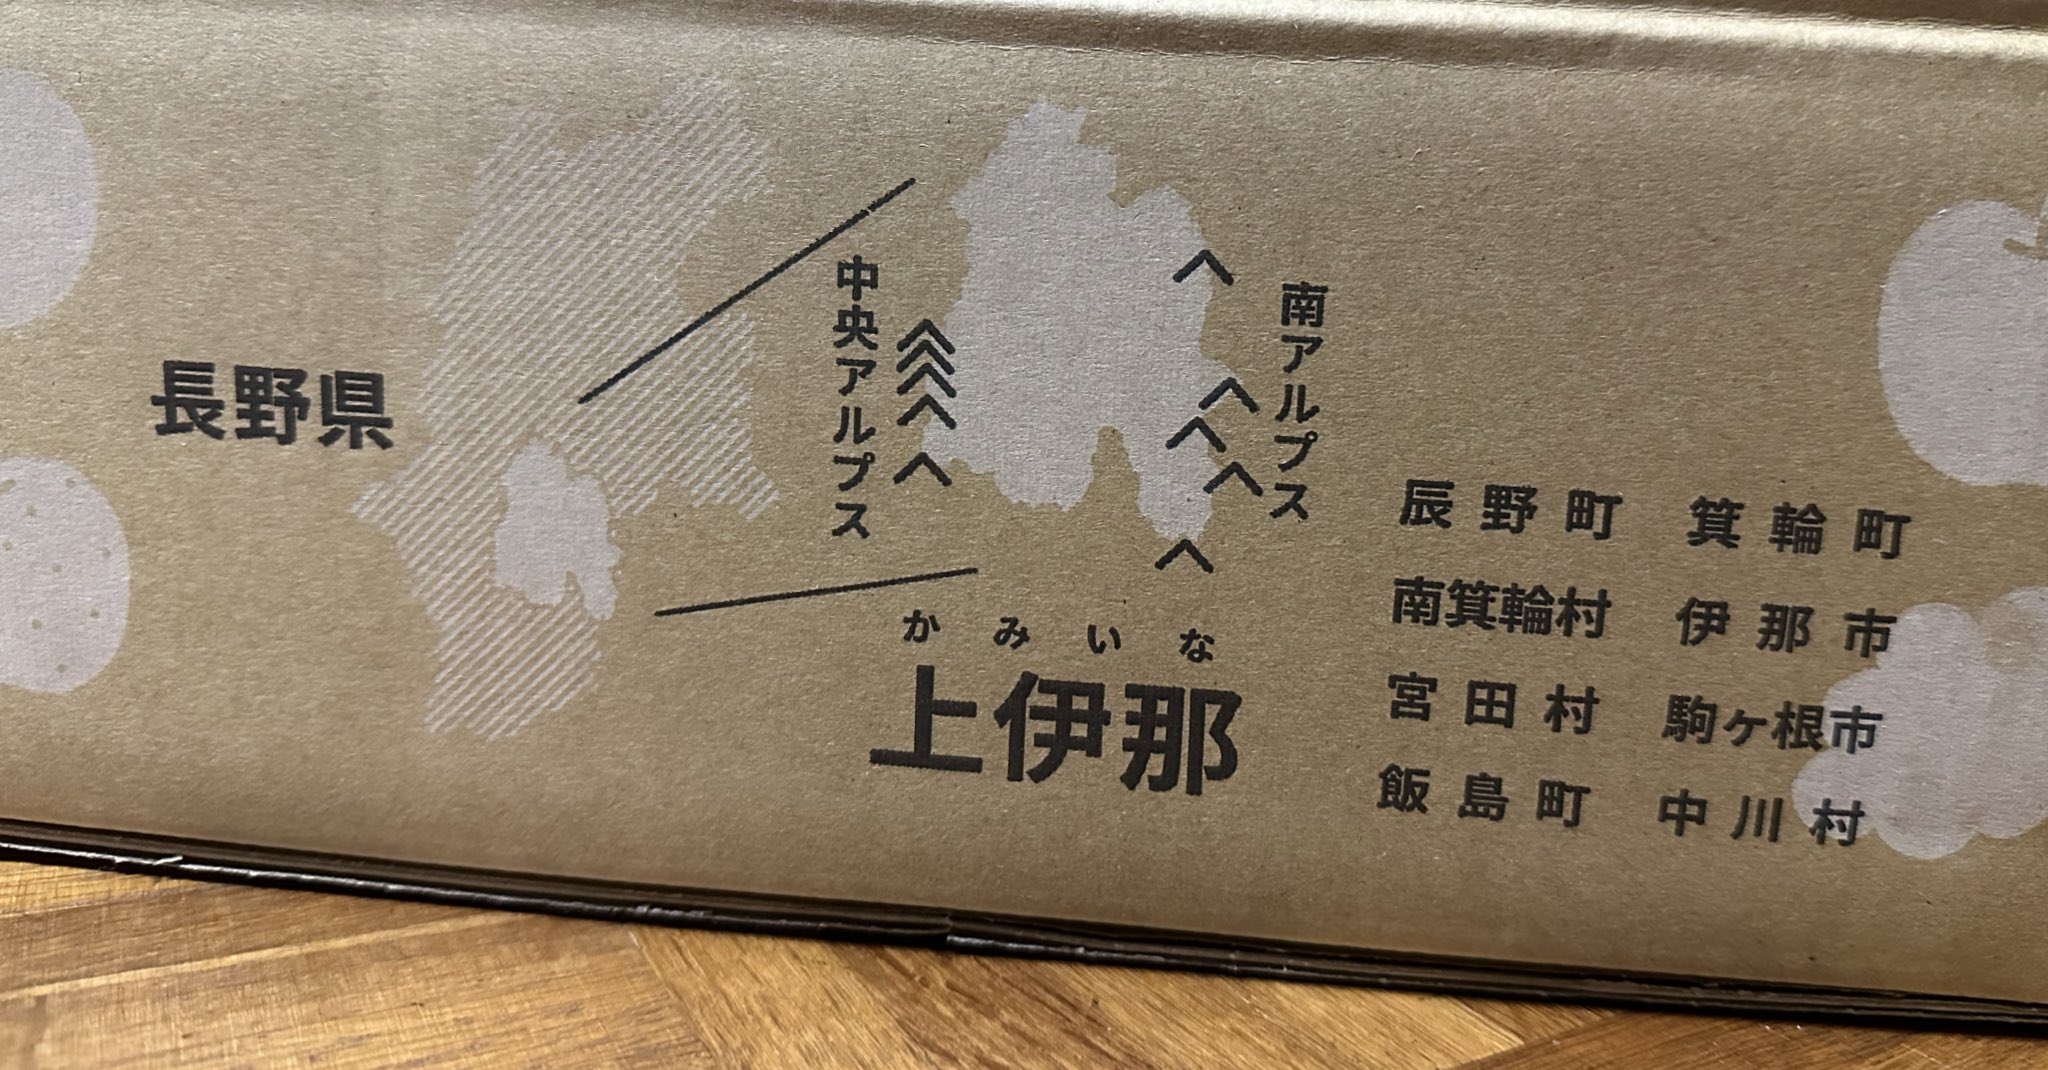 長野県
中央アルプス
南アルプス
かみいな
上伊那
辰野町 箕輪町
南箕輪村 伊那市
宮田村 駒ヶ根市
飯島町 中川村